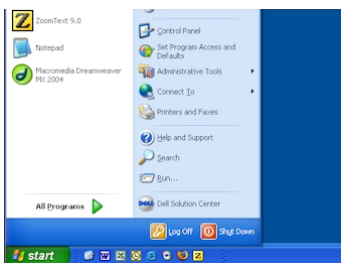 ZoomText 9.0
Notepad
Macromedia Dreamweaver
MX 2004
All Programs
Control Panel
Set Program Access and
Defaults
Administrative Tools
Connect To
Printers and Faxes
Help and Support
Search
Run...
DELL Dell Solution Center
Log Off Shut Down
start